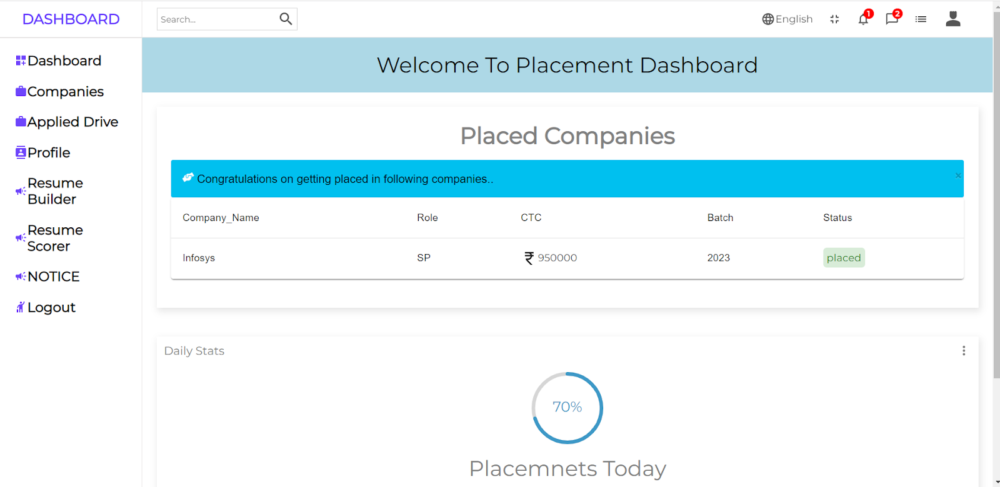 DASHBOARD
Search...
English
1
2
Dashboard
Companies
Applied Drive
Profile
Resume
Builder
Resume
Scorer
NOTICE
Logout
Welcome To Placement Dashboard
Placed Companies
Congratulations on getting placed in following companies..
×
Company_Name Role CTC Batch Status
Infosys SP ₹ 950000 2023 placed
Daily Stats
70%
Placemnets Today